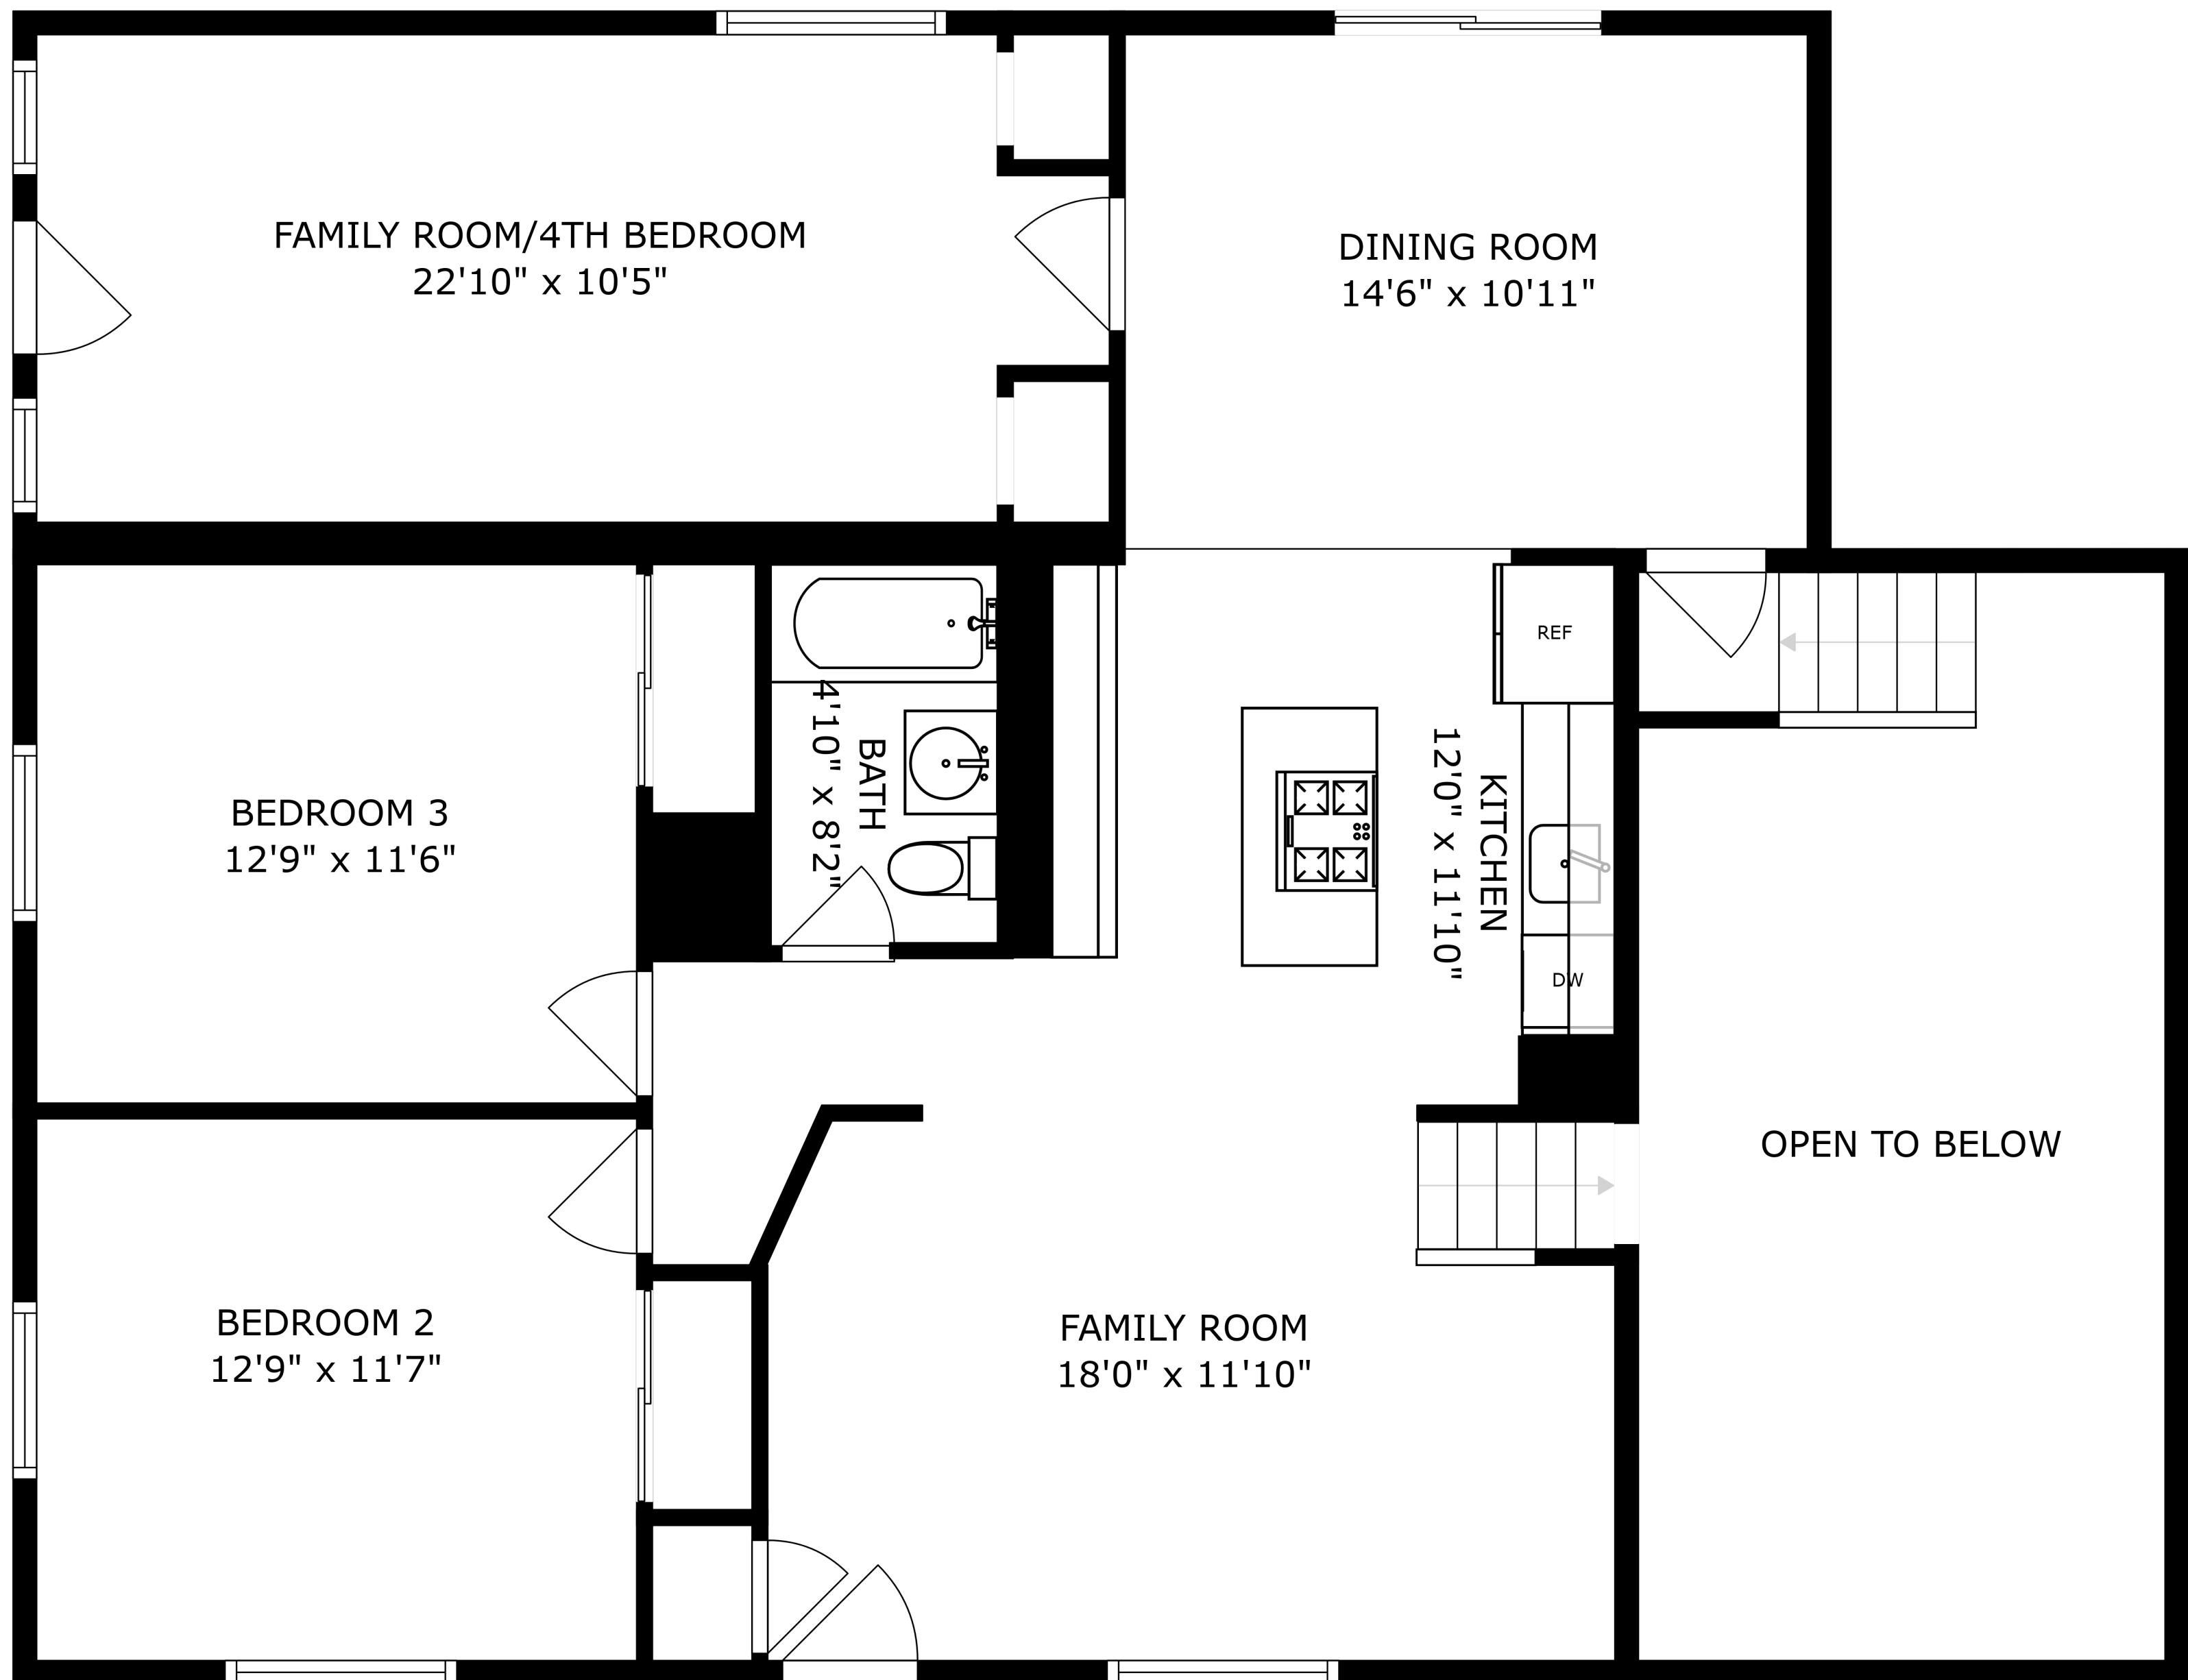 FAMILY ROOM/4TH BEDROOM
22'10" x 10'5"
DINING ROOM
14'6" x 10'11"
REF
BEDROOM 3
12'9" x 11'6"
BATH
4'10" x 8'2"
KITCHEN
12'0" x 11'10"
DW
OPEN TO BELOW
BEDROOM 2
12'9" x 11'7"
FAMILY ROOM
18'0" x 11'10"